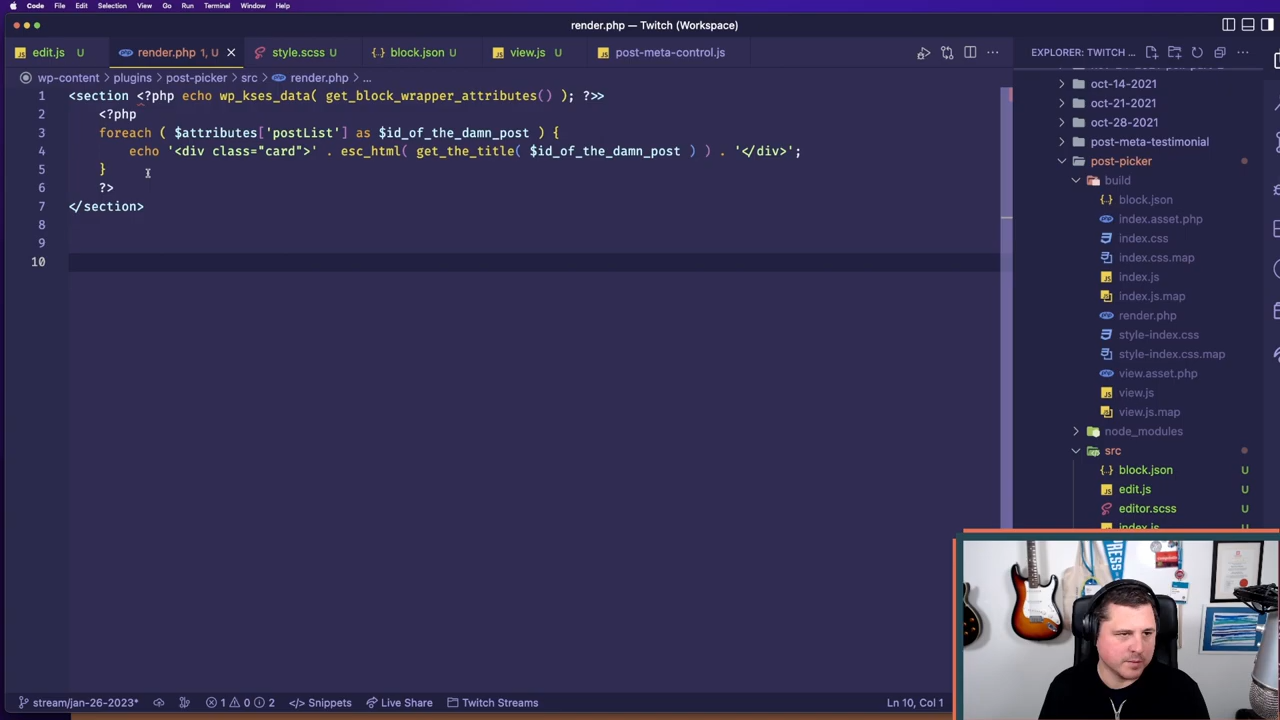 Code File Edit Selection View Go Run Terminal Window Help
render.php — Twitch (Workspace)
edit.js U render.php 1, U style.scss U block.json U view.js U post-meta-control.js
wp-content plugins post-picker src render.php ...
1 <section <?php echo wp_kses_data( get_block_wrapper_attributes() ); ?>>
2 <?php
3 foreach ( $attributes['postList'] as $id_of_the_damn_post ) {
4 echo '<div class="card">' . esc_html( get_the_title( $id_of_the_damn_post ) ) . '</div>';
5 }
6 ?>
7 </section>
8
9
10
EXPLORER: TWITCH ...
oct-14-2021
oct-21-2021
oct-28-2021
post-meta-testimonial
post-picker
build
block.json
index.asset.php
index.css
index.css.map
index.js
index.js.map
render.php
style-index.css
style-index.css.map
view.asset.php
view.js
view.js.map
node_modules
src
block.json U
edit.js U
editor.scss U
index.js
stream/jan-26-2023* 1 0 2 </> Snippets Live Share Twitch Streams Ln 10, Col 1